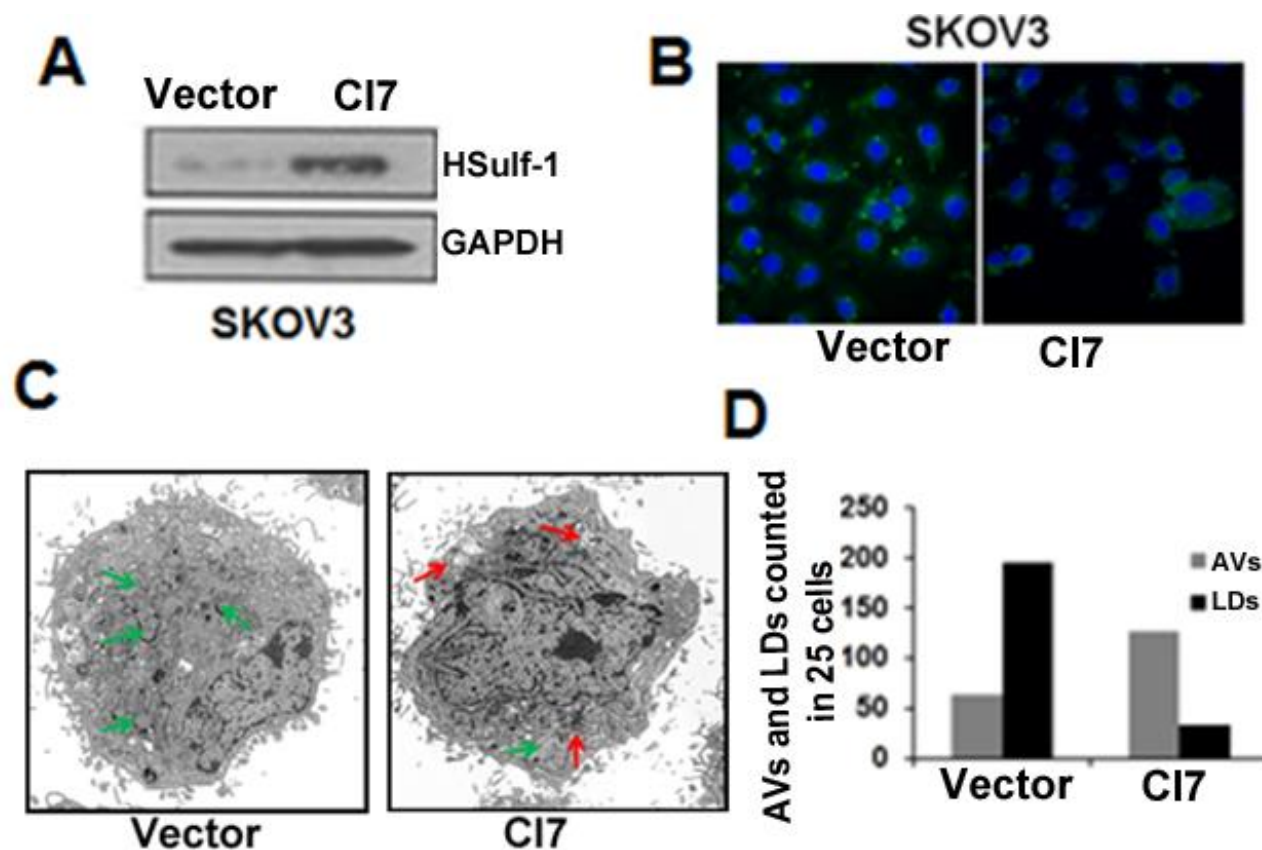 A
Vector Cl7
HSulf-1
GAPDH
SKOV3
B
SKOV3
Vector
Cl7
C
Vector
Cl7
D
AVs and LDs counted
in 25 cells
250
200
150
100
50
0
AVs
LDs
Vector
Cl7